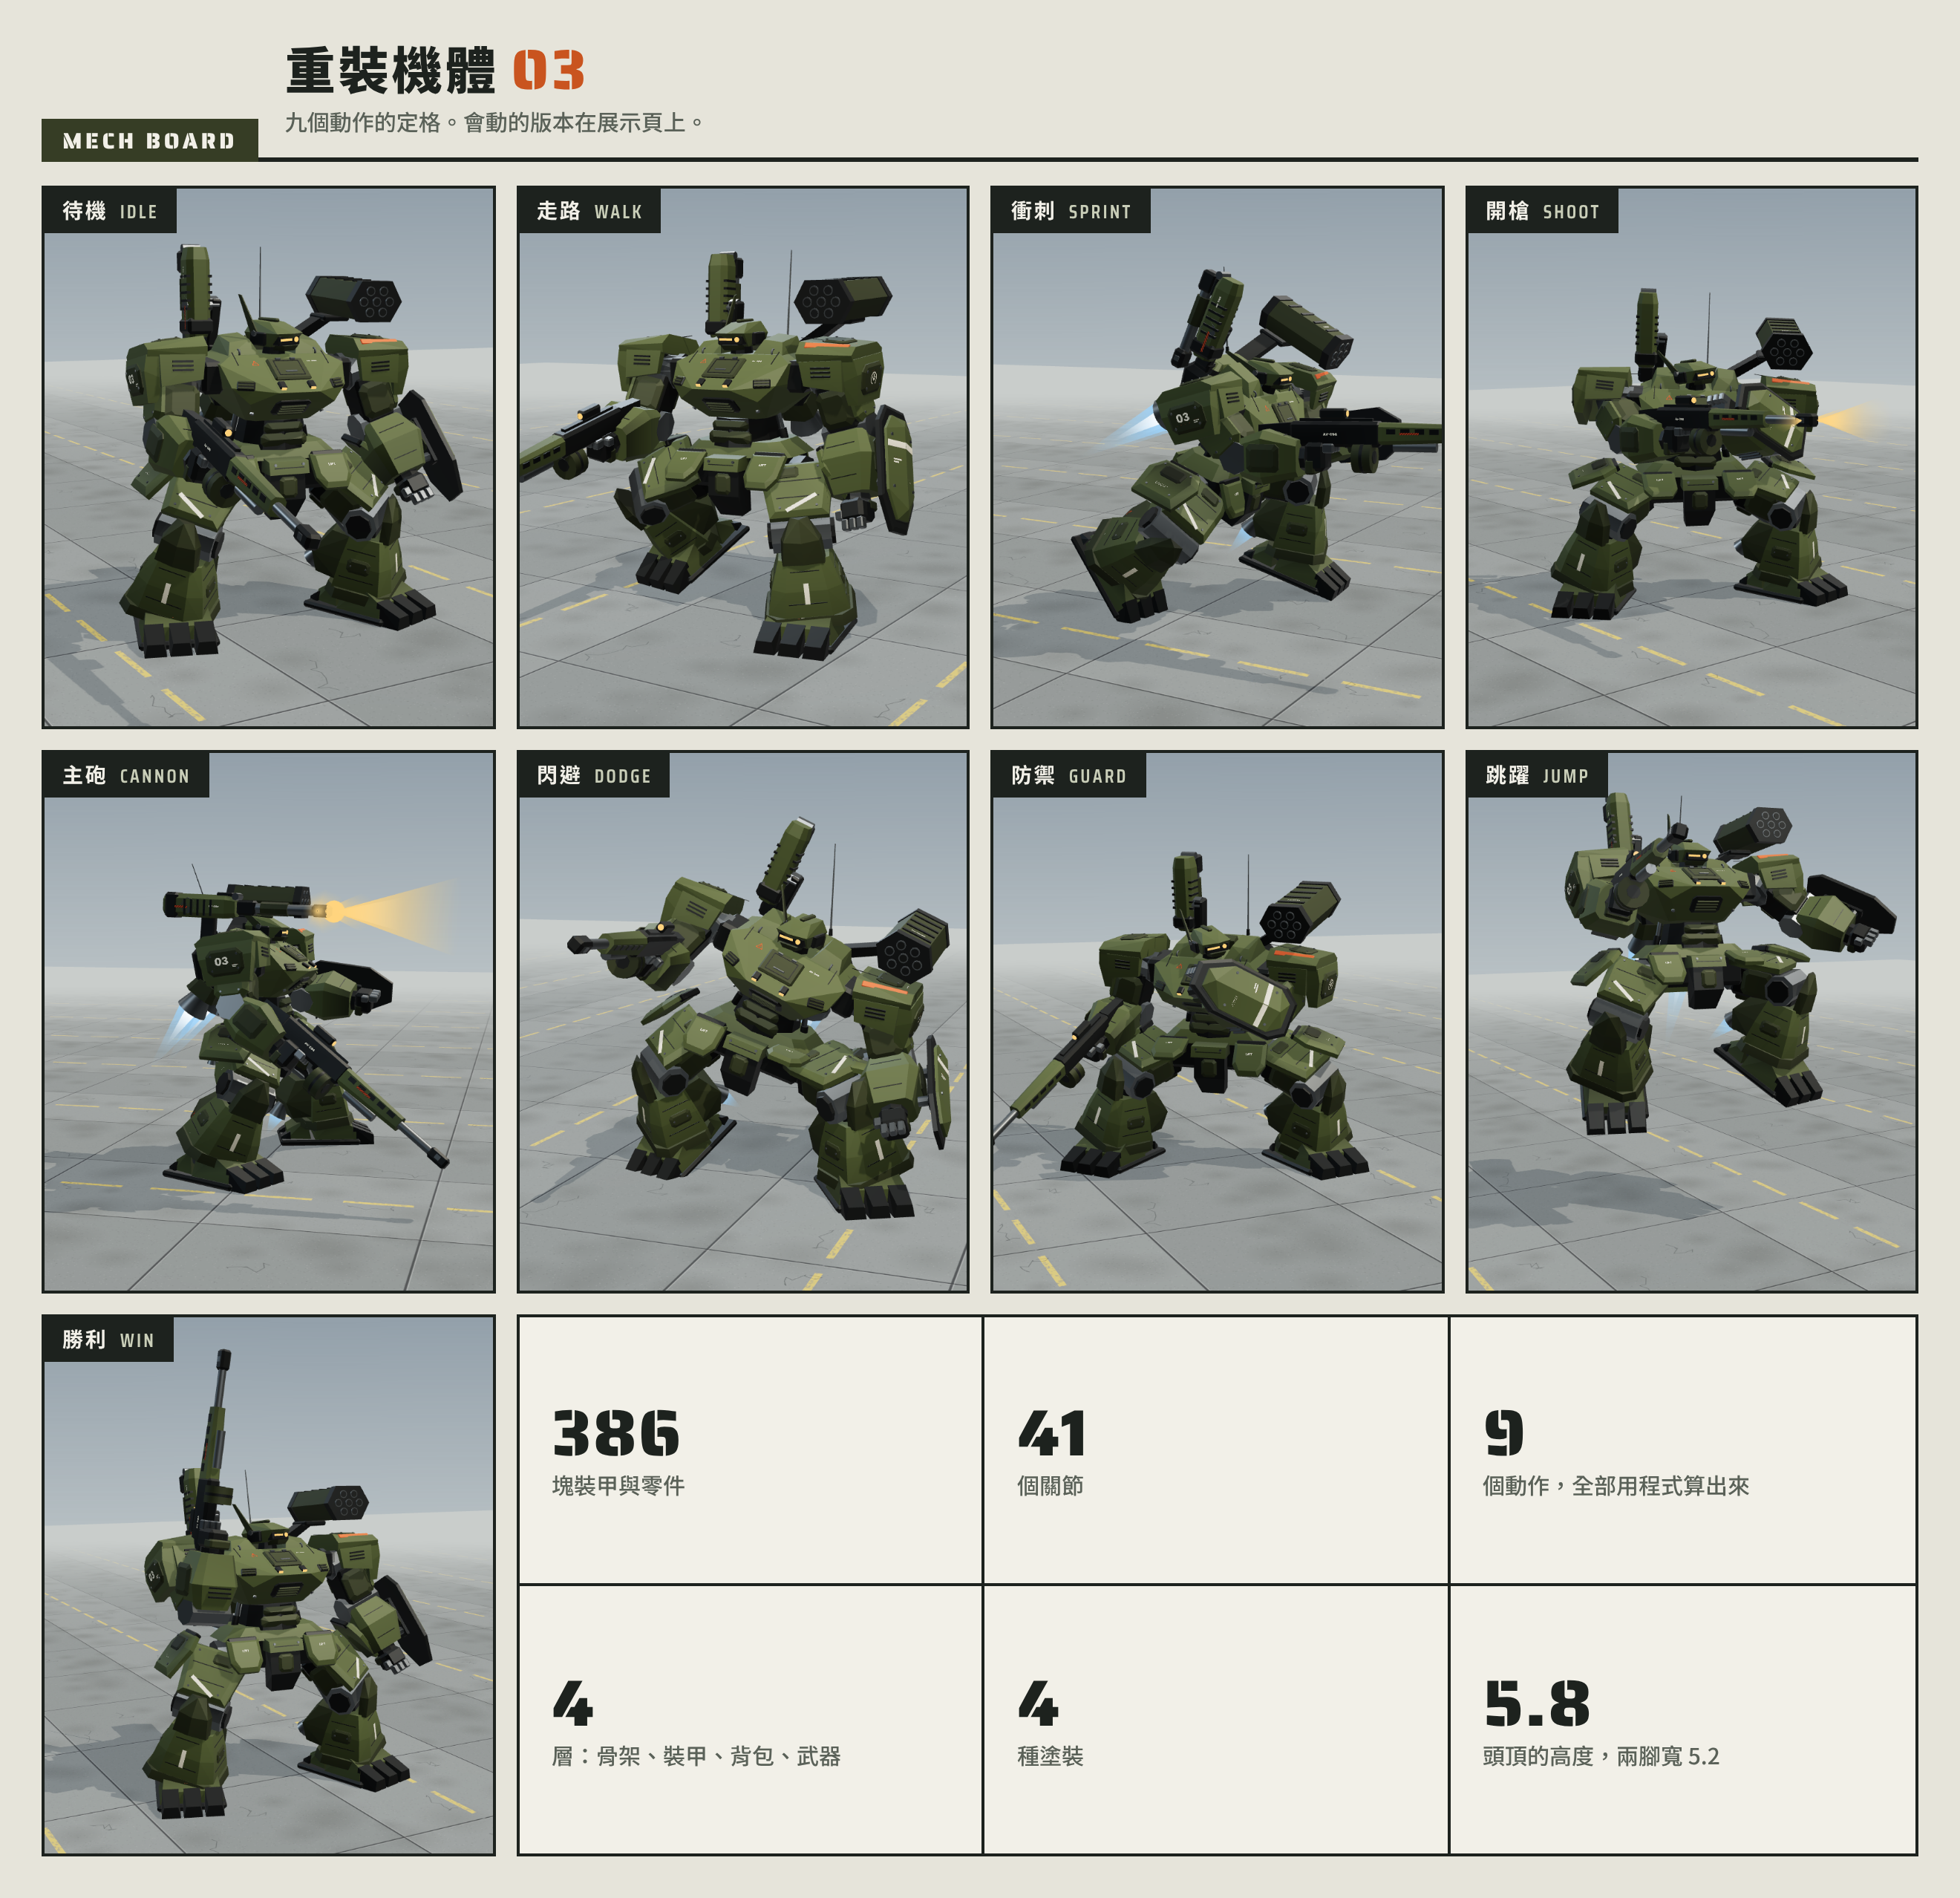 重裝機體 03
九個動作的定格。會動的版本在展示頁上。
MECH BOARD
待機 IDLE
走路 WALK
衝刺 SPRINT
開槍 SHOOT
03
主砲 CANNON
閃避 DODGE
防禦 GUARD
跳躍 JUMP
03
勝利 WIN
386
塊裝甲與零件
41
個關節
9
個動作，全部用程式算出來
4
層：骨架、裝甲、背包、武器
4
種塗裝
5.8
頭頂的高度，兩腳寬 5.2